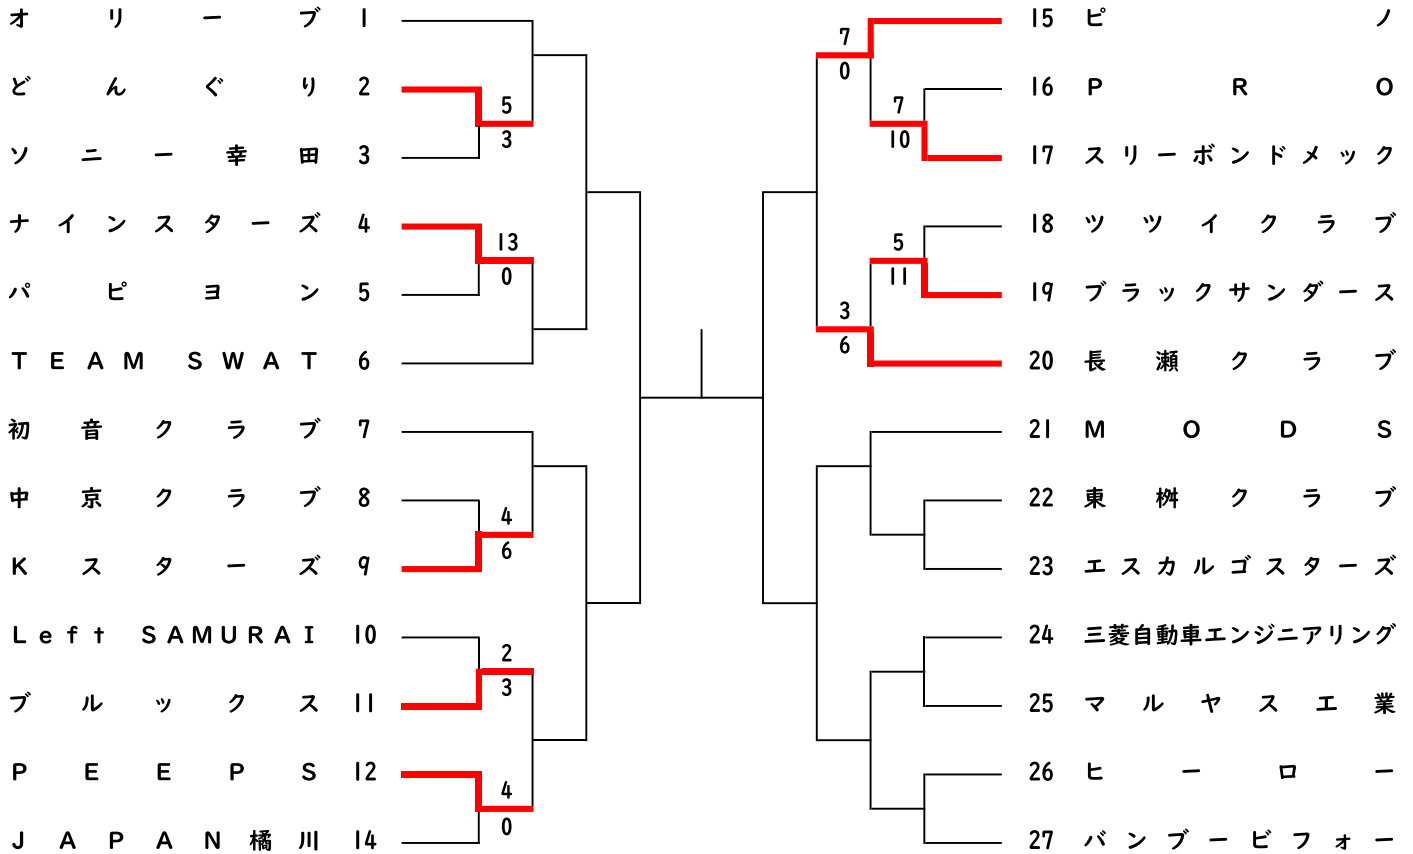 オリーブ 1
どんぐり 2
5
3
ソニー幸田 3
ナインスターズ 4
13
0
パピヨン 5
TEAM SWAT 6
初音クラブ 7
中京クラブ 8
4
6
Kスターズ 9
Left SAMURAI 10
2
3
ブルックス 11
PEEPS 12
4
0
JAPAN橘川 14
15 ピノ
7
0
16 PRO
7
10
17 スリーボンドメック
18 ツツイクラブ
5
11
19 ブラックサンダース
3
6
20 長瀬クラブ
21 MODS
22 東桝クラブ
23 エスカルゴスターズ
24 三菱自動車エンジニアリング
25 マルヤス工業
26 ヒーロー
27 バンブービフォー